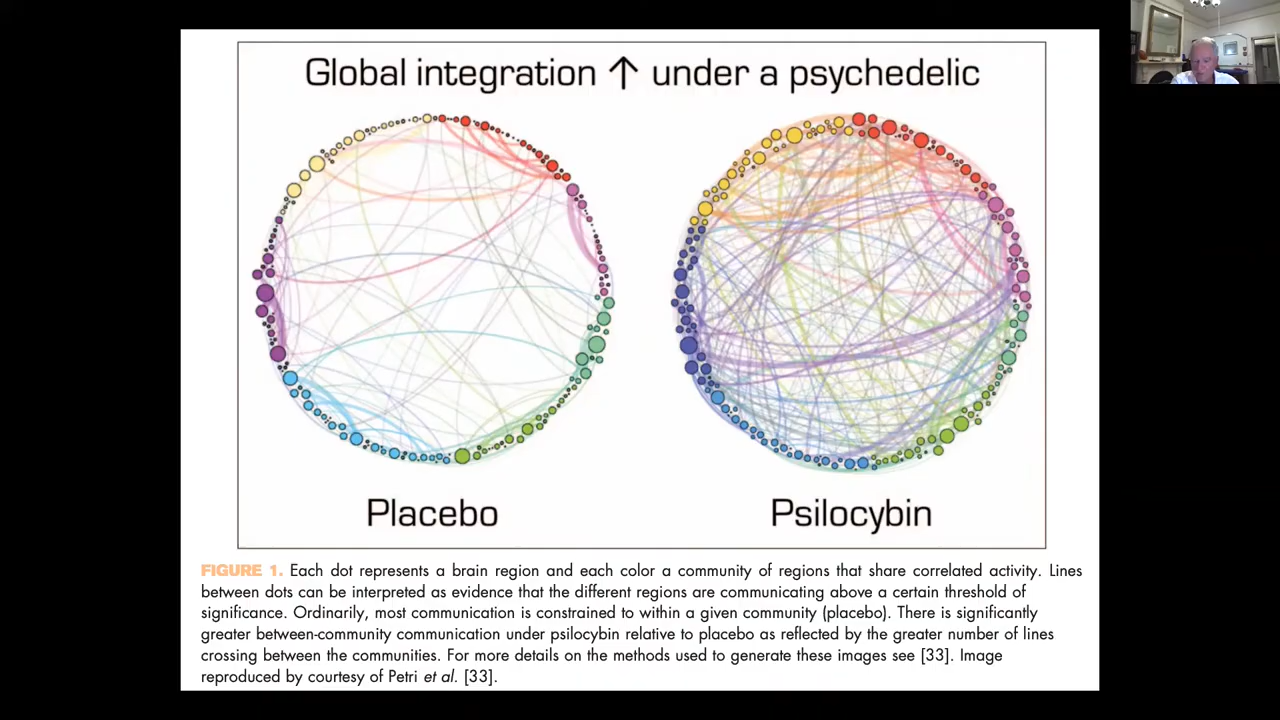 Global integration ↑ under a psychedelic
Placebo
Psilocybin
FIGURE 1. Each dot represents a brain region and each color a community of regions that share correlated activity. Lines
between dots can be interpreted as evidence that the different regions are communicating above a certain threshold of
significance. Ordinarily, most communication is constrained to within a given community (placebo). There is significantly
greater between-community communication under psilocybin relative to placebo as reflected by the greater number of lines
crossing between the communities. For more details on the methods used to generate these images see [33]. Image
reproduced by courtesy of Petri et al. [33].